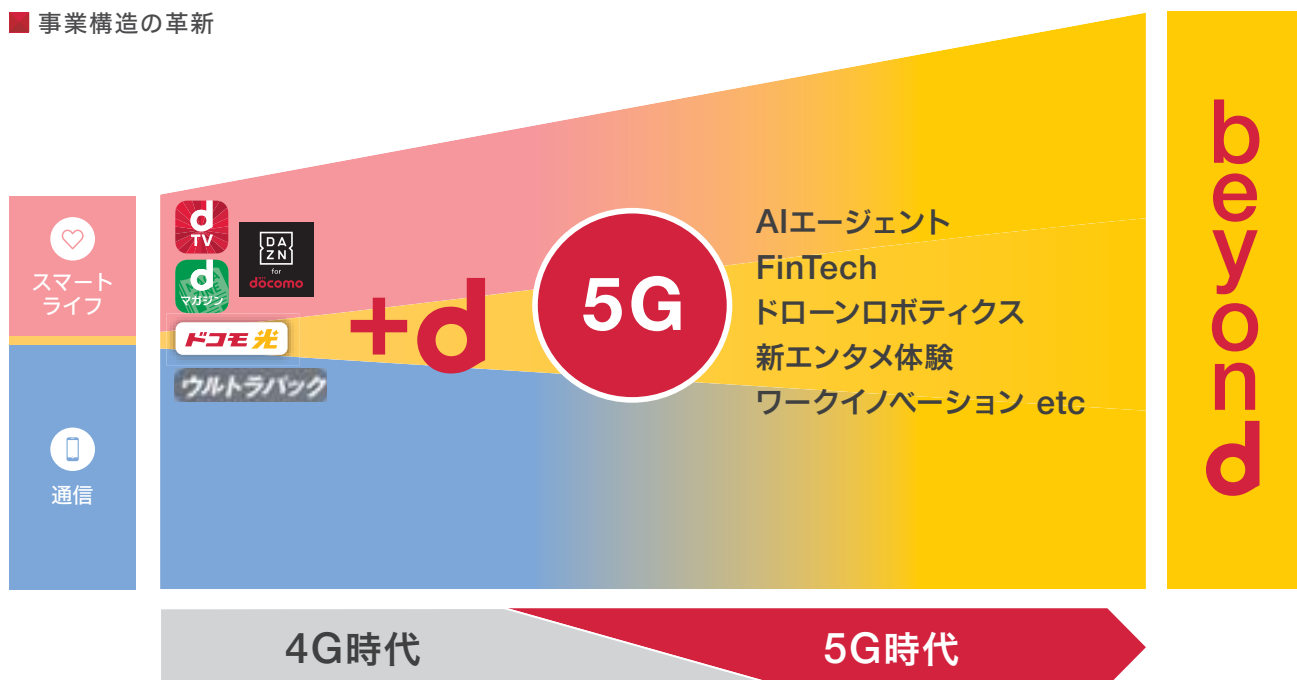 事業構造の革新
スマート
ライフ
通信
d
TV
DA
ZN
for
döcomo
d
マガジン
ドコモ光
ウルトラパック
+d
5G
AIエージェント
FinTech
ドローンロボティクス
新エンタメ体験
ワークイノベーション etc
beyond
4G時代
5G時代